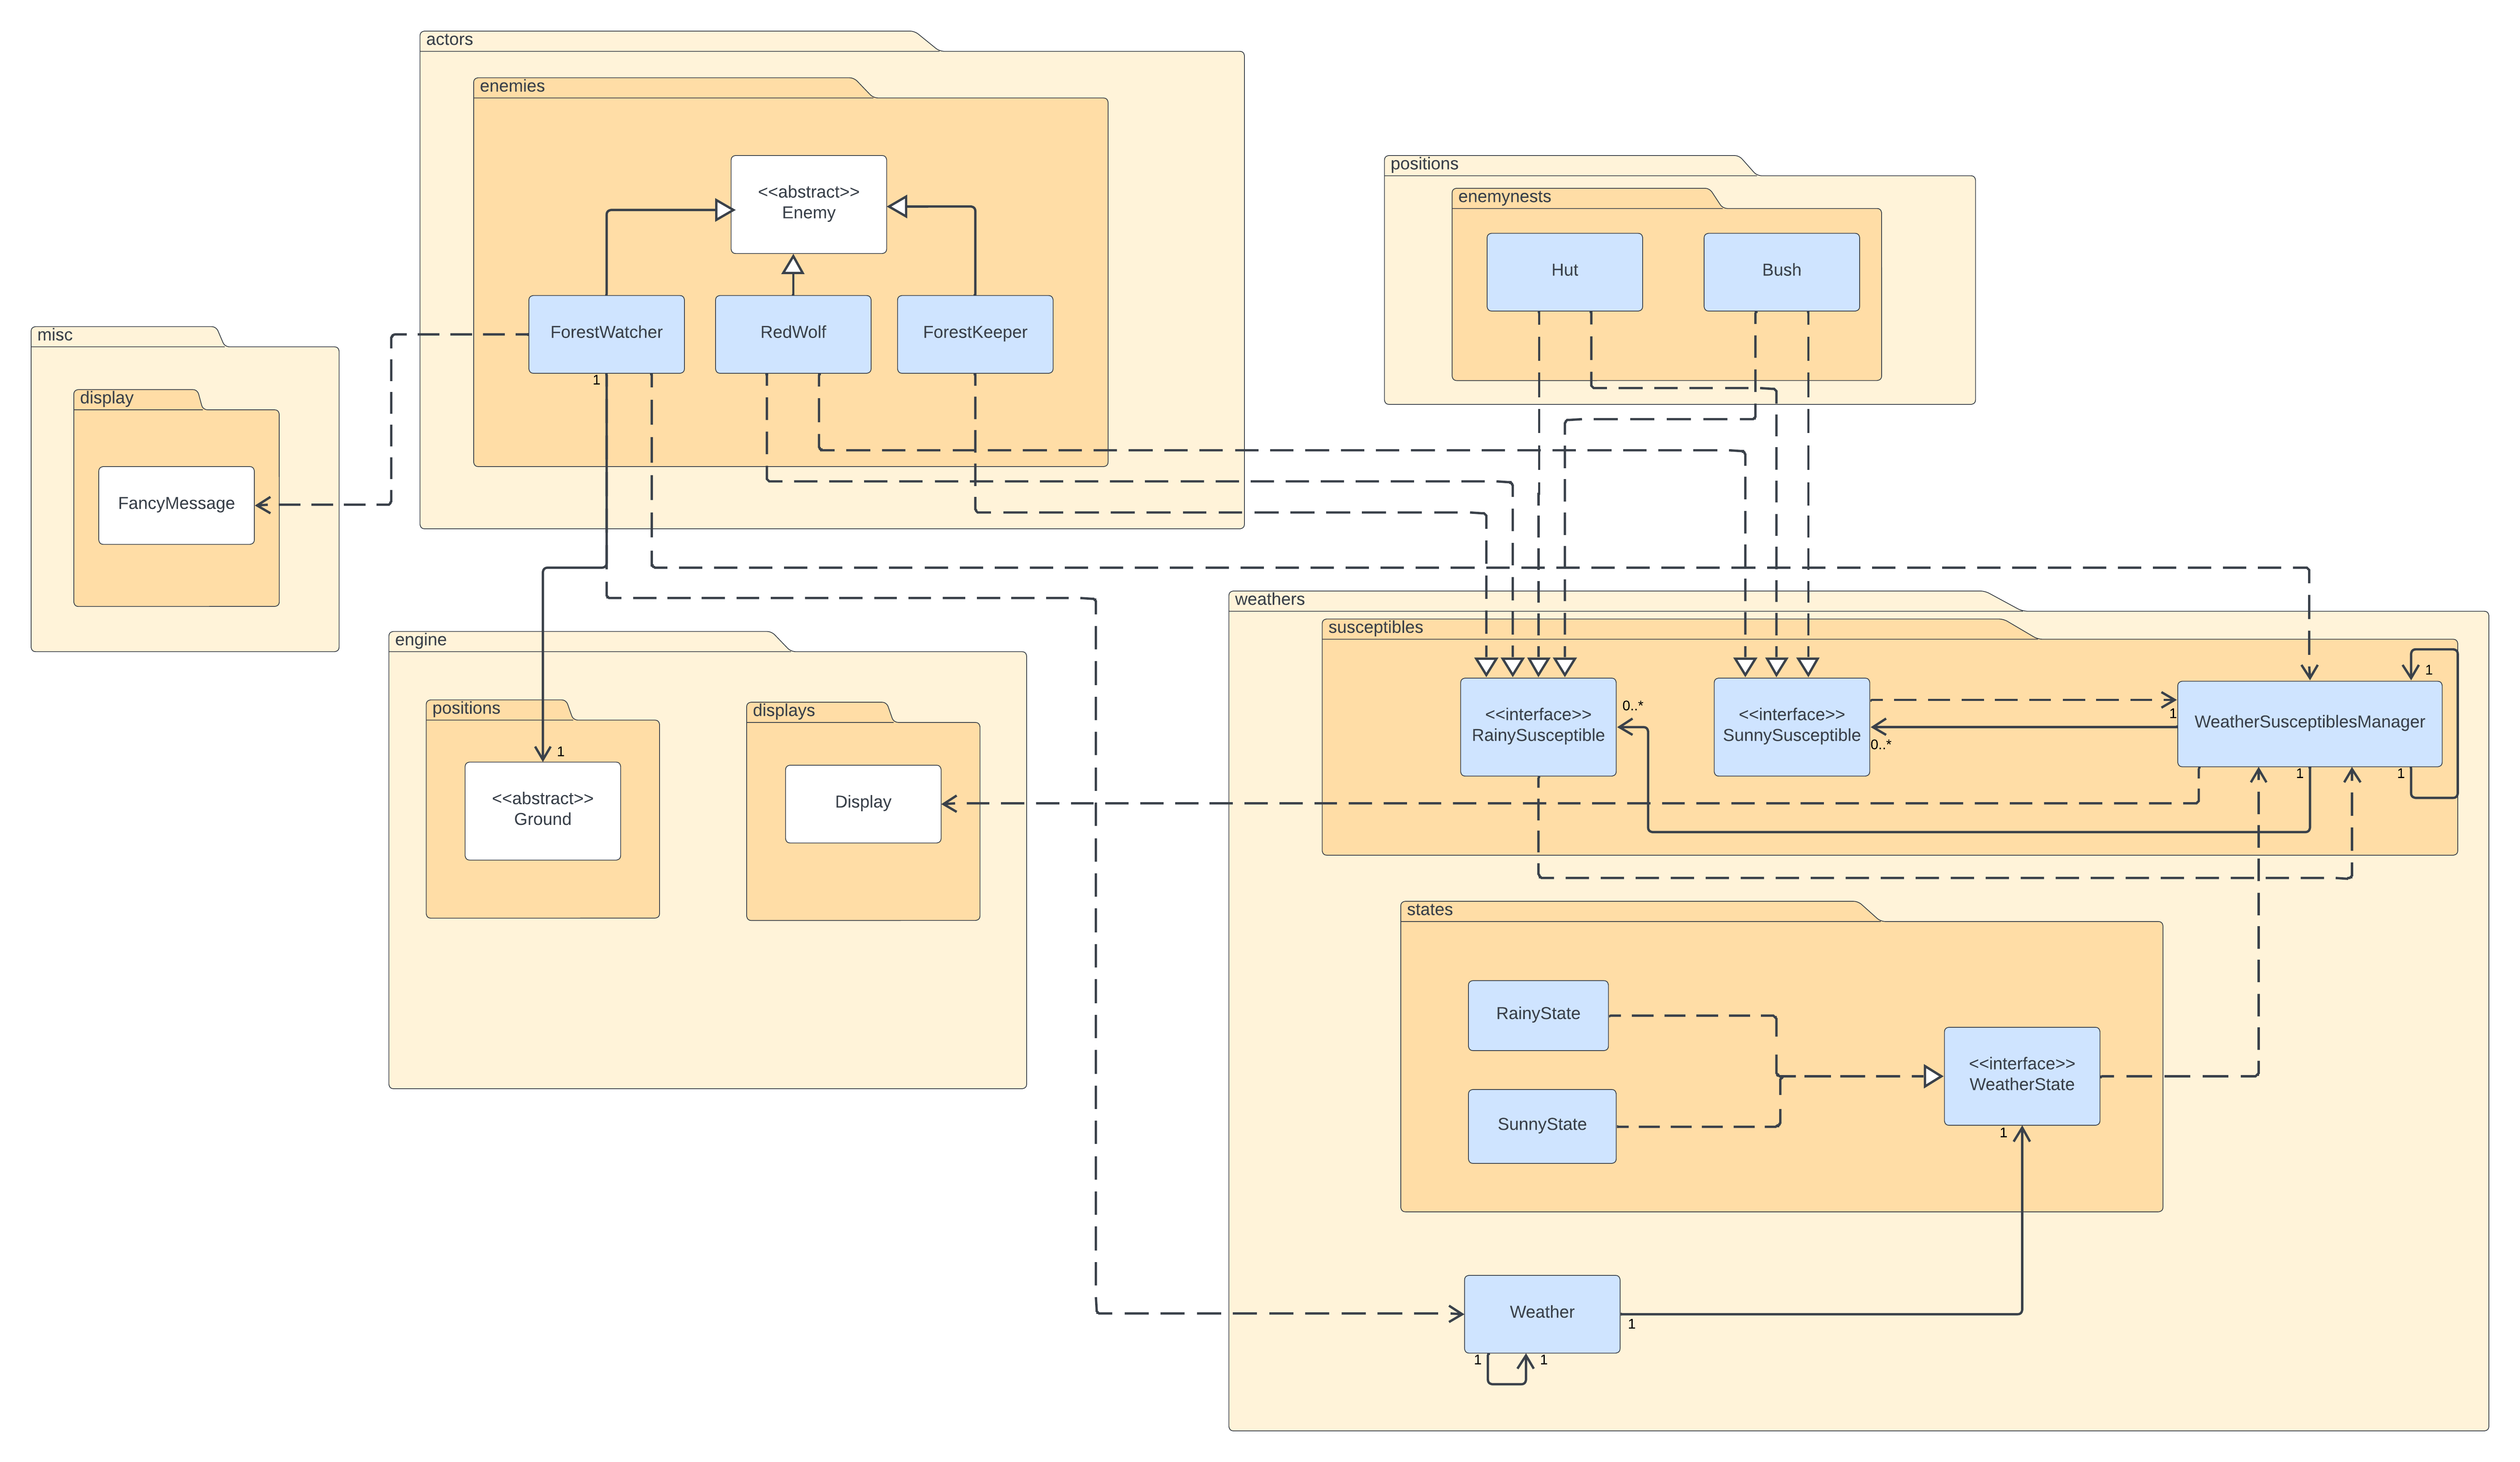 actors
enemies
<<abstract>>
Enemy
ForestWatcher
RedWolf
ForestKeeper
1
positions
enemynests
Hut
Bush
misc
display
FancyMessage
engine
positions
1
<<abstract>>
Ground
displays
Display
weathers
susceptibles
<<interface>>
RainySusceptible
0..*
<<interface>>
SunnySusceptible
0..*
1
WeatherSusceptiblesManager
1
1
1
states
RainyState
SunnyState
<<interface>>
WeatherState
1
Weather
1
1
1